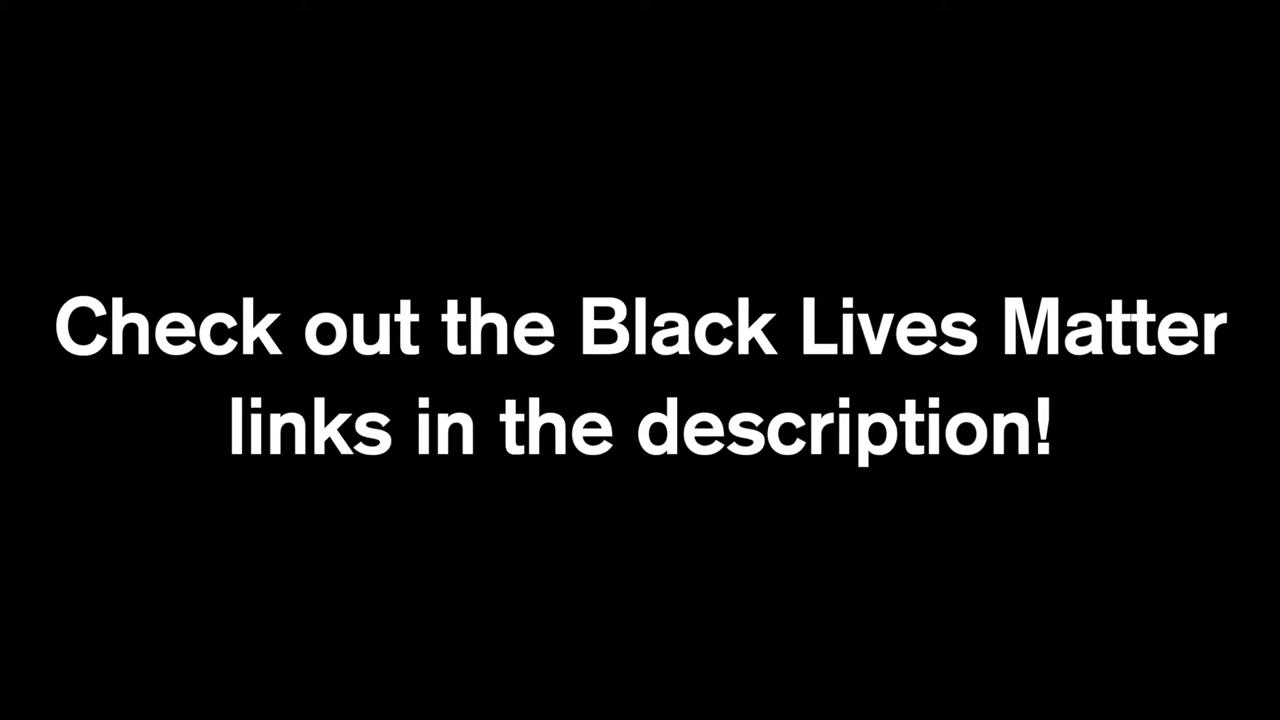 Check out the Black Lives Matter
links in the description!